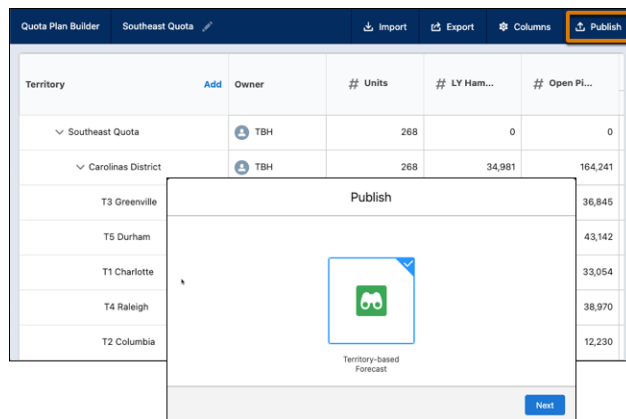 Quota Plan Builder Southeast Quota Import Export Columns Publish
Territory Add Owner # Units # LY Ham... # Open Pi...
Southeast Quota TBH 268 0 0
Carolinas District TBH 268 34,981 164,241
T3 Greenville 36,845
T5 Durham 43,142
T1 Charlotte 33,054
T4 Raleigh 38,970
T2 Columbia 12,230
Publish
Territory-based
Forecast
Next